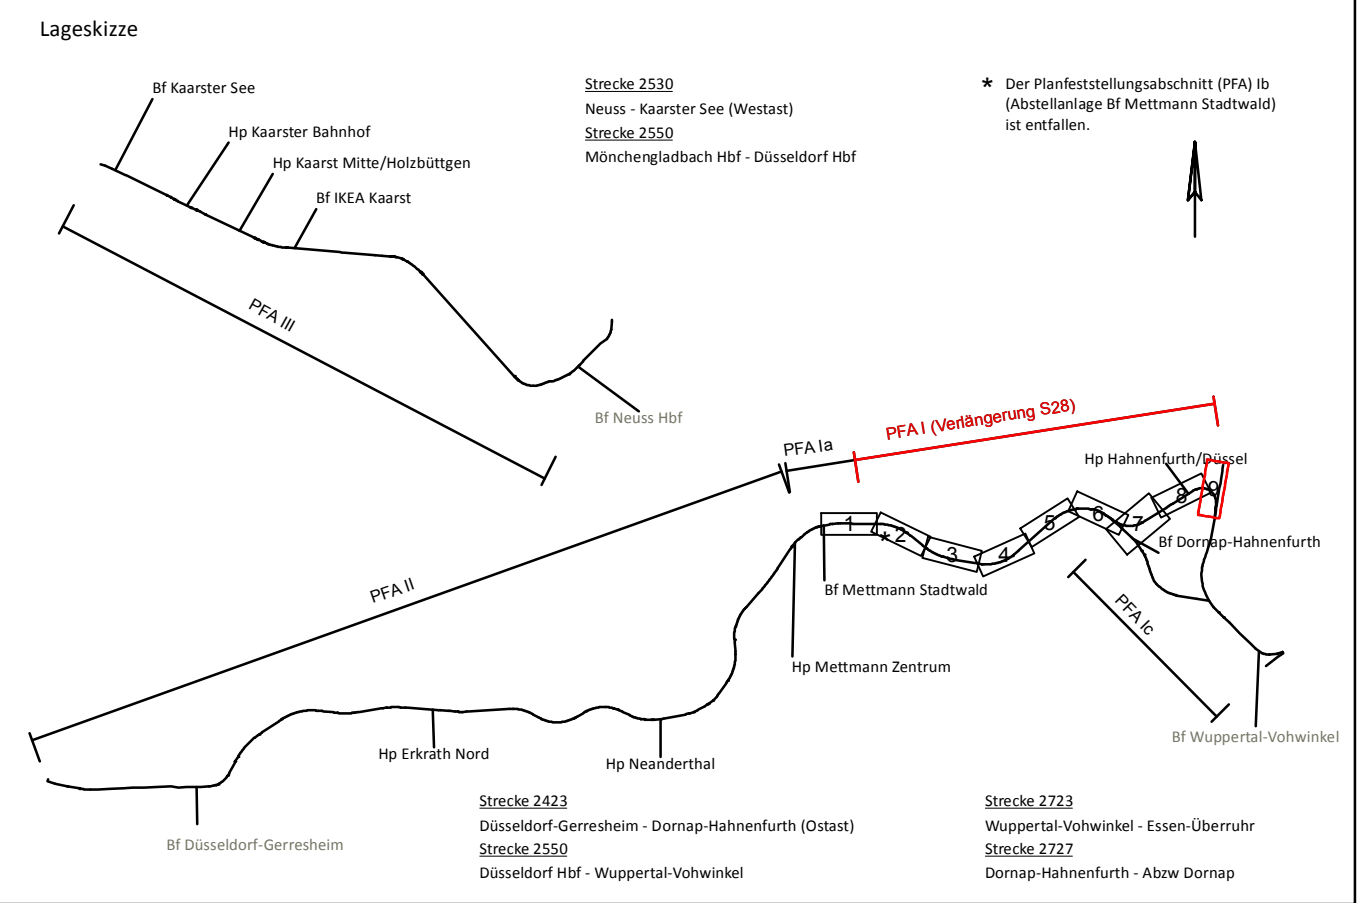 Lageskizze
Bf Kaarster See
Hp Kaarster Bahnhof
Hp Kaarst Mitte/Holzbüttgen
Bf IKEA Kaarst
Strecke 2530
Neuss - Kaarster See (Westast)
Strecke 2550
Mönchengladbach Hbf - Düsseldorf Hbf
* Der Planfeststellungsabschnitt (PFA) Ib
(Abstellanlage Bf Mettmann Stadtwald)
ist entfallen.
PFA III
Bf Neuss Hbf
PFA Ia
PFA I (Verlängerung S28)
Hp Hahnenfurth/Düssel
1
* 2
3
4
5
6
7
8
9
Bf Dornap-Hahnenfurth
Bf Mettmann Stadtwald
PFA II
PFA Ic
Hp Mettmann Zentrum
Bf Wuppertal-Vohwinkel
Hp Erkrath Nord
Hp Neanderthal
Bf Düsseldorf-Gerresheim
Strecke 2423
Düsseldorf-Gerresheim - Dornap-Hahnenfurth (Ostast)
Strecke 2550
Düsseldorf Hbf - Wuppertal-Vohwinkel
Strecke 2723
Wuppertal-Vohwinkel - Essen-Überruhr
Strecke 2727
Dornap-Hahnenfurth - Abzw Dornap